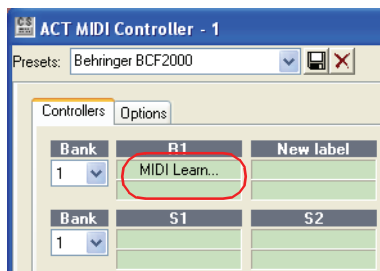 ACT MIDI Controller - 1
Presets: Behringer BCF2000
Controllers Options
Bank R1 New label
1 MIDI Learn...
Bank S1 S2
1